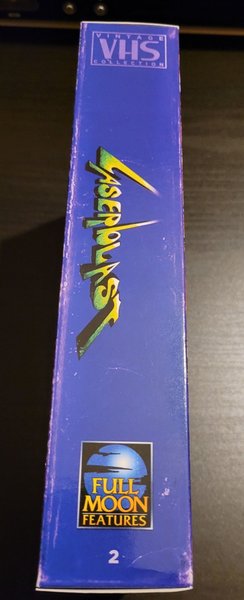 VINTAGE
VHS
COLLECTION
LASERBLAST
FULL
MOON
FEATURES
2